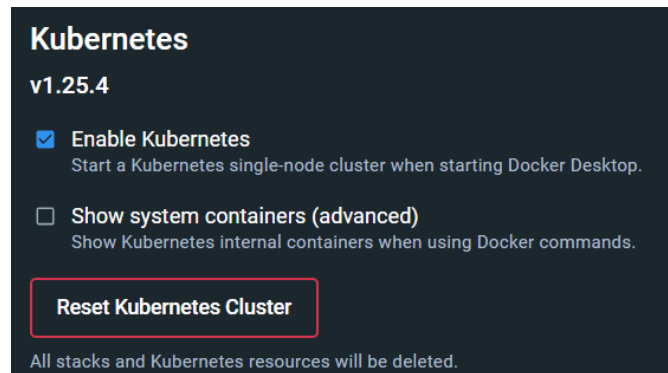 Kubernetes
v1.25.4
Enable Kubernetes
Start a Kubernetes single-node cluster when starting Docker Desktop.
Show system containers (advanced)
Show Kubernetes internal containers when using Docker commands.
Reset Kubernetes Cluster
All stacks and Kubernetes resources will be deleted.